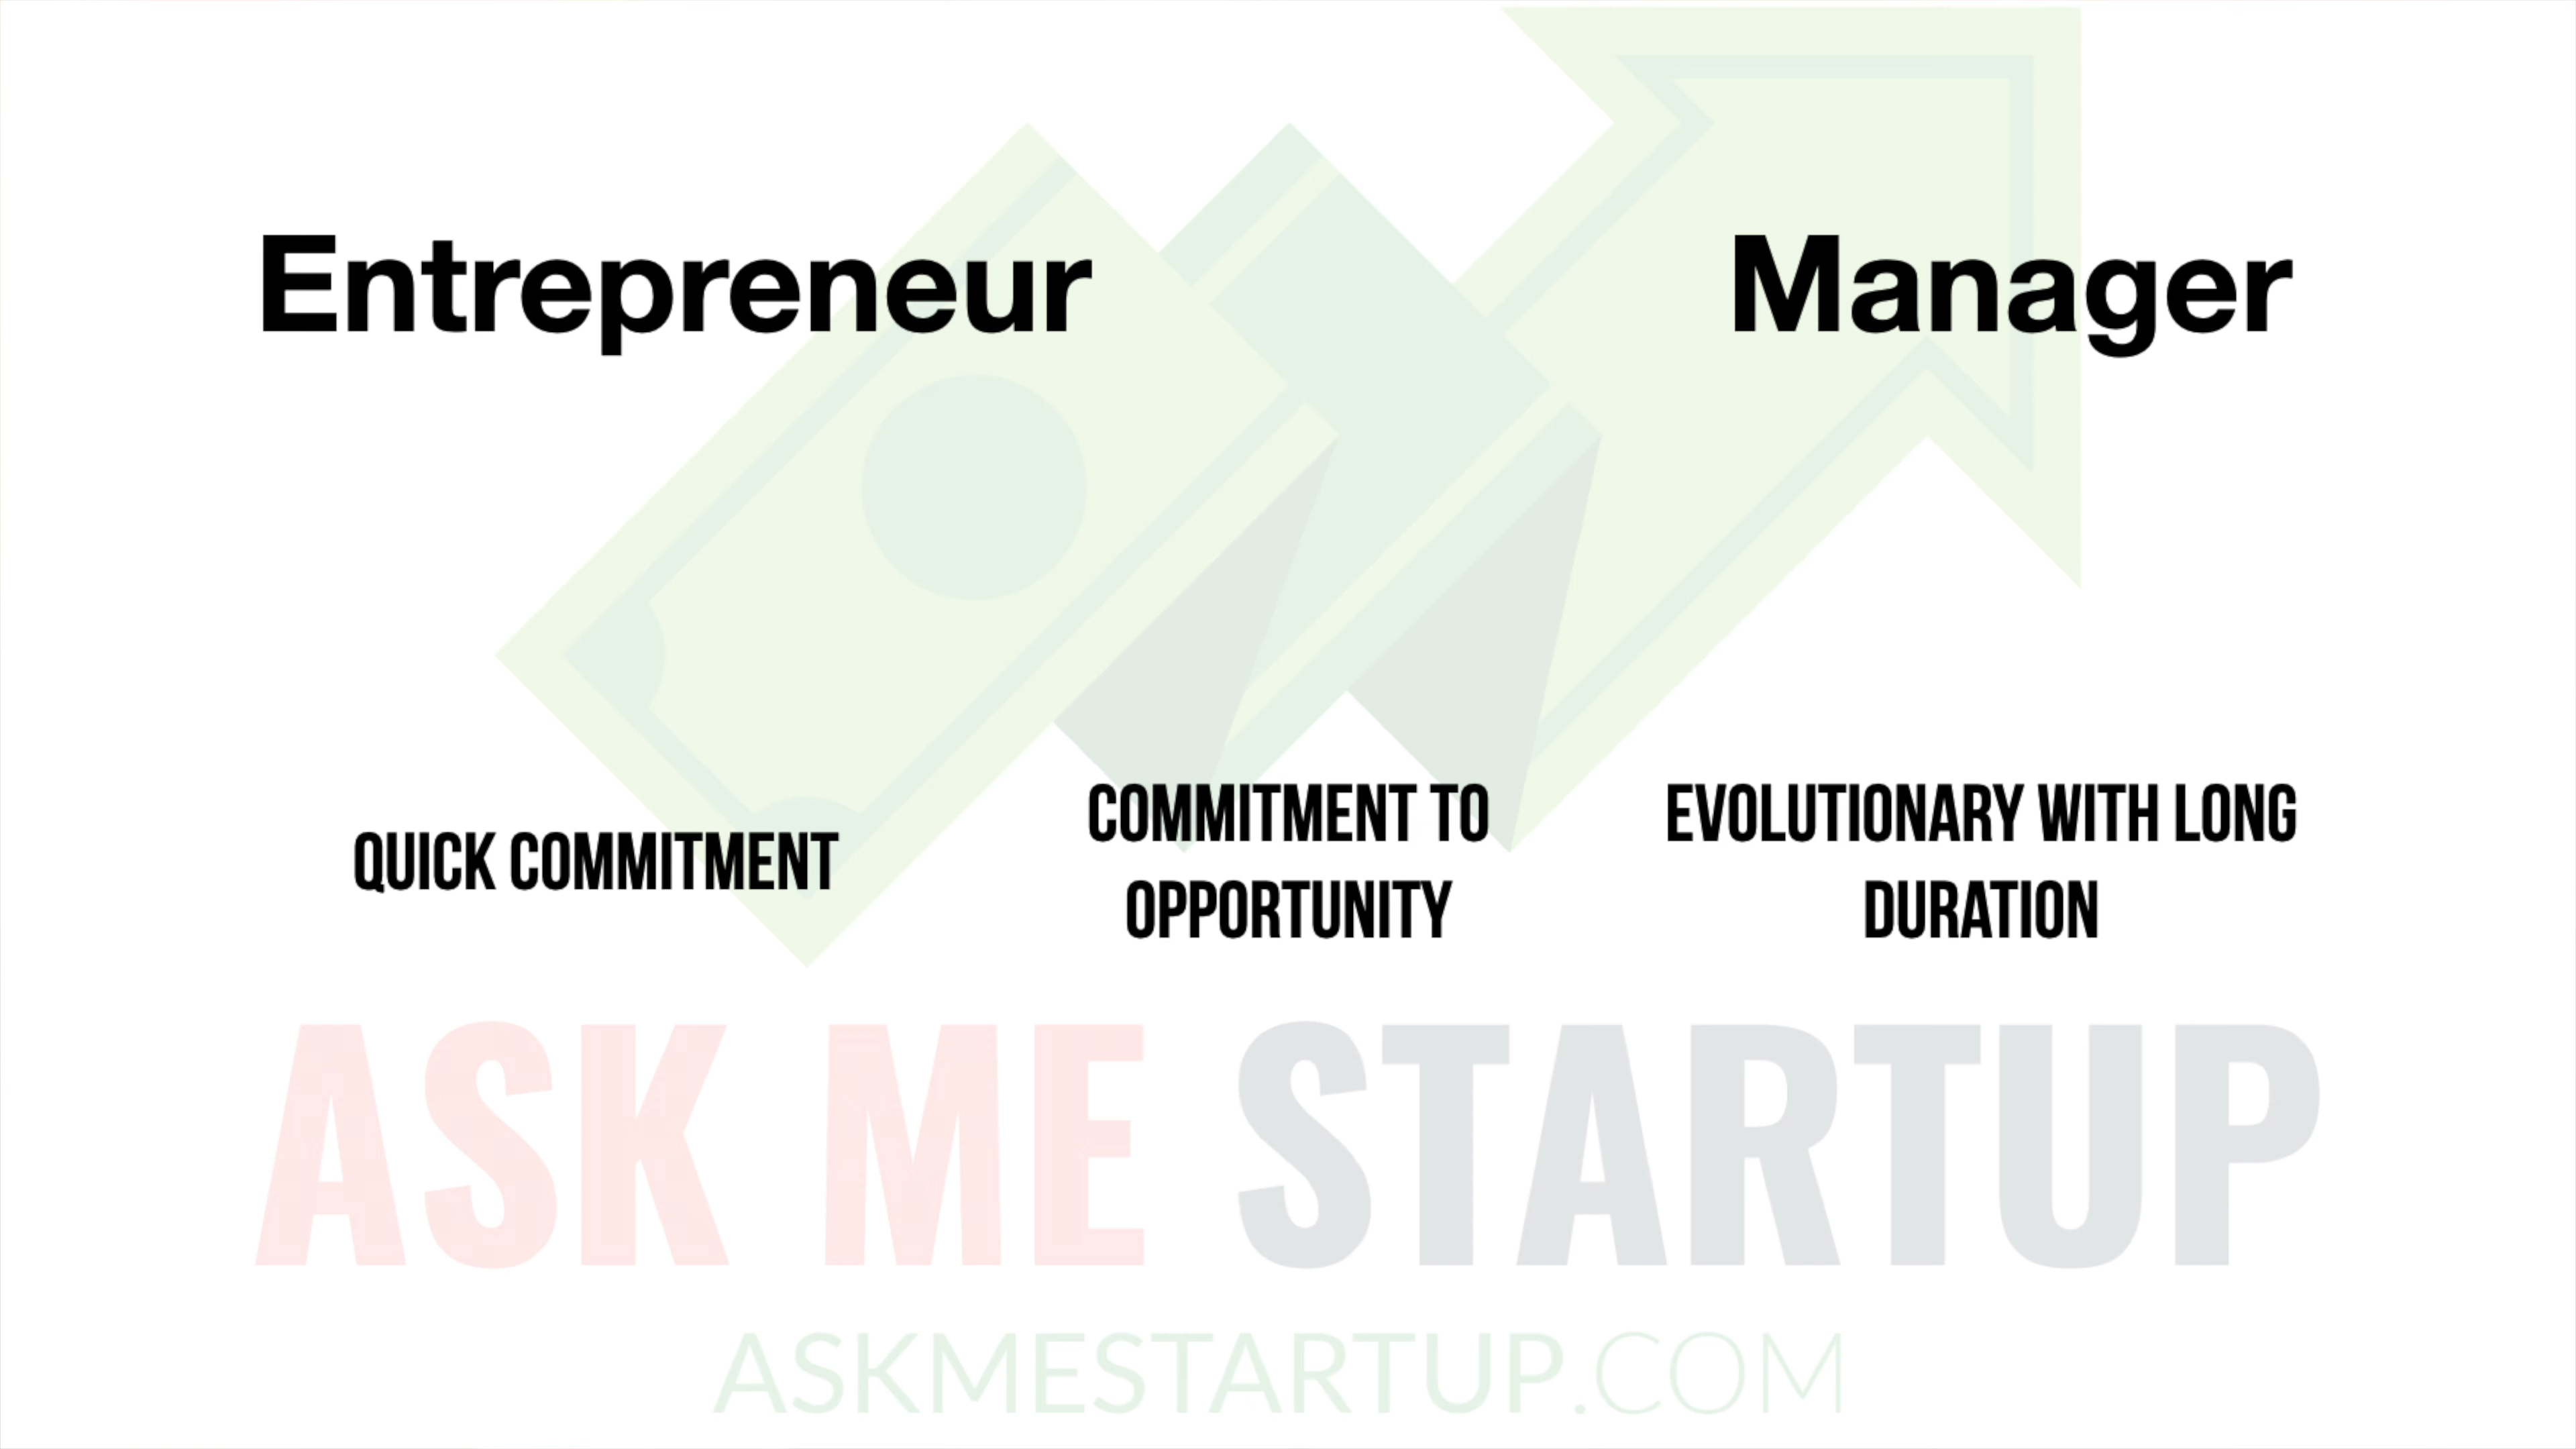 Entrepreneur
Manager
QUICK COMMITMENT
COMMITMENT TO
OPPORTUNITY
EVOLUTIONARY WITH LONG
DURATION
ASK ME STARTUP
ASKMESTARTUP.COM